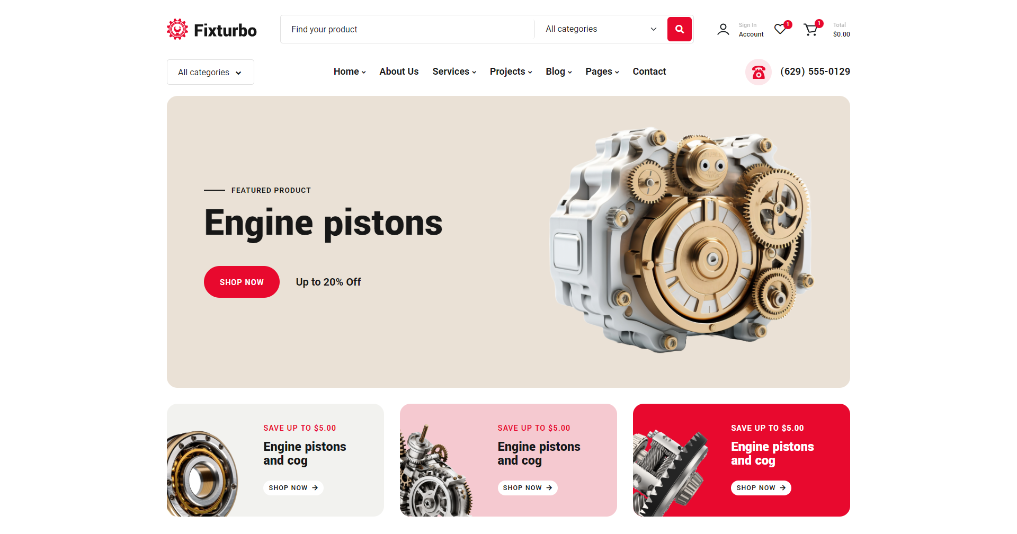 Fixturbo
Find your product
All categories
1
1
Sign In
Account
Total
$0.00
All categories
Home
About Us
Services
Projects
Blog
Pages
Contact
(629) 555-0129
FEATURED PRODUCT
Engine pistons
SHOP NOW
Up to 20% Off
SAVE UP TO $5.00
Engine pistons
and cog
SHOP NOW
SAVE UP TO $5.00
Engine pistons
and cog
SHOP NOW
SAVE UP TO $5.00
Engine pistons
and cog
SHOP NOW